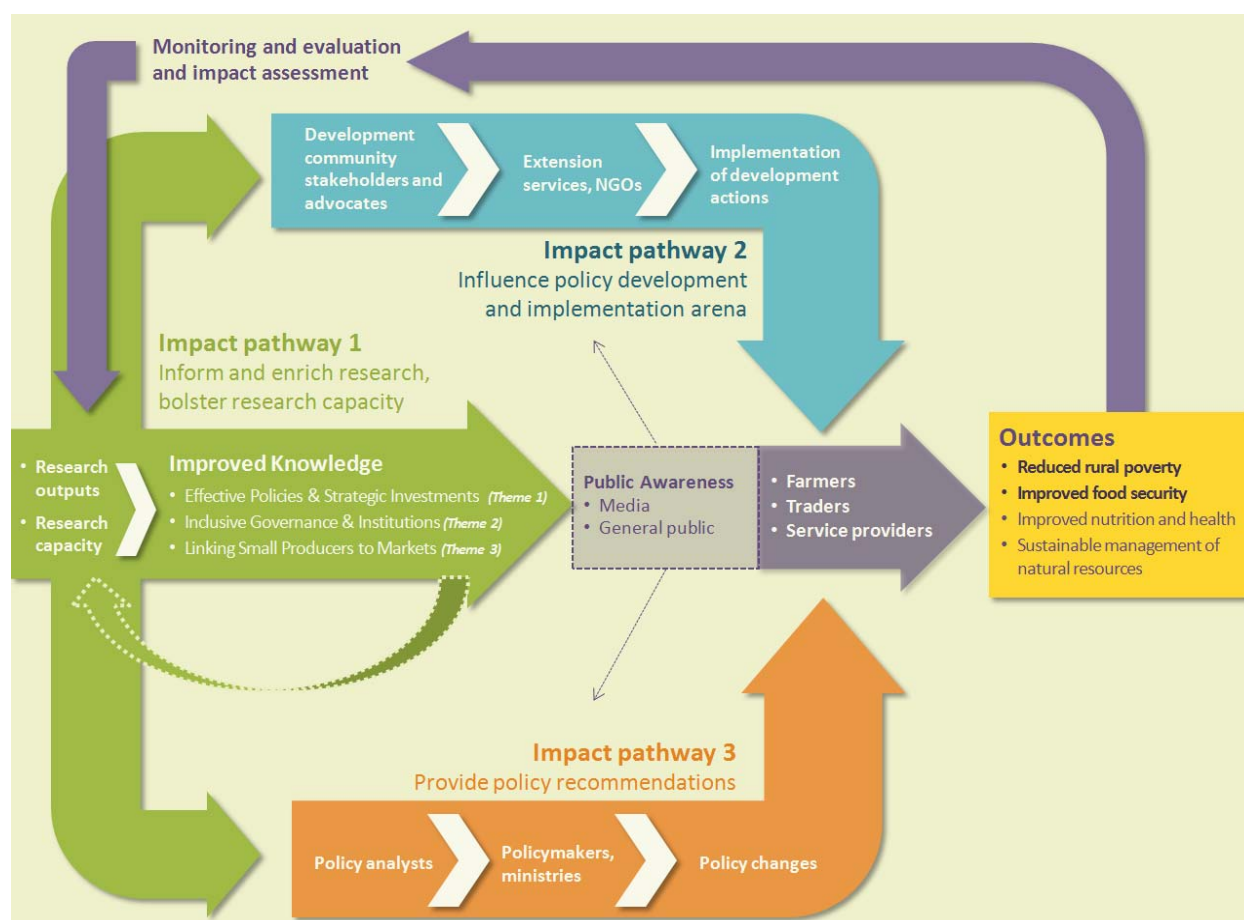 Monitoring and evaluation
and impact assessment
Development
community
stakeholders and
advocates
Extension
services, NGOs
Implementation
of development
actions
Impact pathway 2
Influence policy development
and implementation arena
Impact pathway 1
Inform and enrich research,
bolster research capacity
• Research
outputs
• Research
capacity
Improved Knowledge
• Effective Policies & Strategic Investments (Theme 1)
• Inclusive Governance & Institutions (Theme 2)
• Linking Small Producers to Markets (Theme 3)
Public Awareness
• Media
• General public
• Farmers
• Traders
• Service providers
Outcomes
• Reduced rural poverty
• Improved food security
• Improved nutrition and health
• Sustainable management of
natural resources
Impact pathway 3
Provide policy recommendations
Policy analysts
Policymakers,
ministries
Policy changes